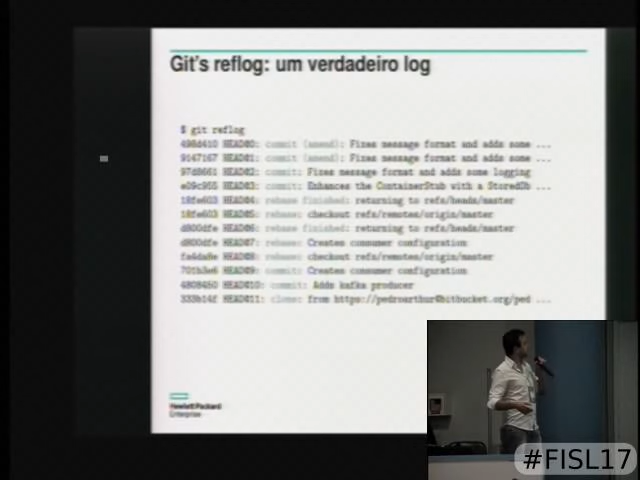 Git's reflog: um verdadeiro log
$ git reflog
498d410 HEAD@0: commit (amend): Fixes message format and adds some ...
9147167 HEAD@1: commit (amend): Fixes message format and adds some ...
97d8661 HEAD@2: commit: Fixes message format and adds some logging
e09c955 HEAD@3: commit: Enhances the ContainerStub with a StoredDb ...
18fe603 HEAD@4: rebase finished: returning to refs/heads/master
18fe603 HEAD@5: rebase: checkout refs/remotes/origin/master
d800dfe HEAD@6: rebase finished: returning to refs/heads/master
d800dfe HEAD@7: rebase: Creates consumer configuration
HEAD@8: rebase: checkout refs/remotes/origin/master
HEAD@9: commit: Creates consumer configuration
4808450 HEAD@10: commit: Adds kafka producer
333b14f HEAD@11: clone: from https://pedroarthur@bitbucket.org/ped ...
Hewlett Packard
Enterprise
#FISL17